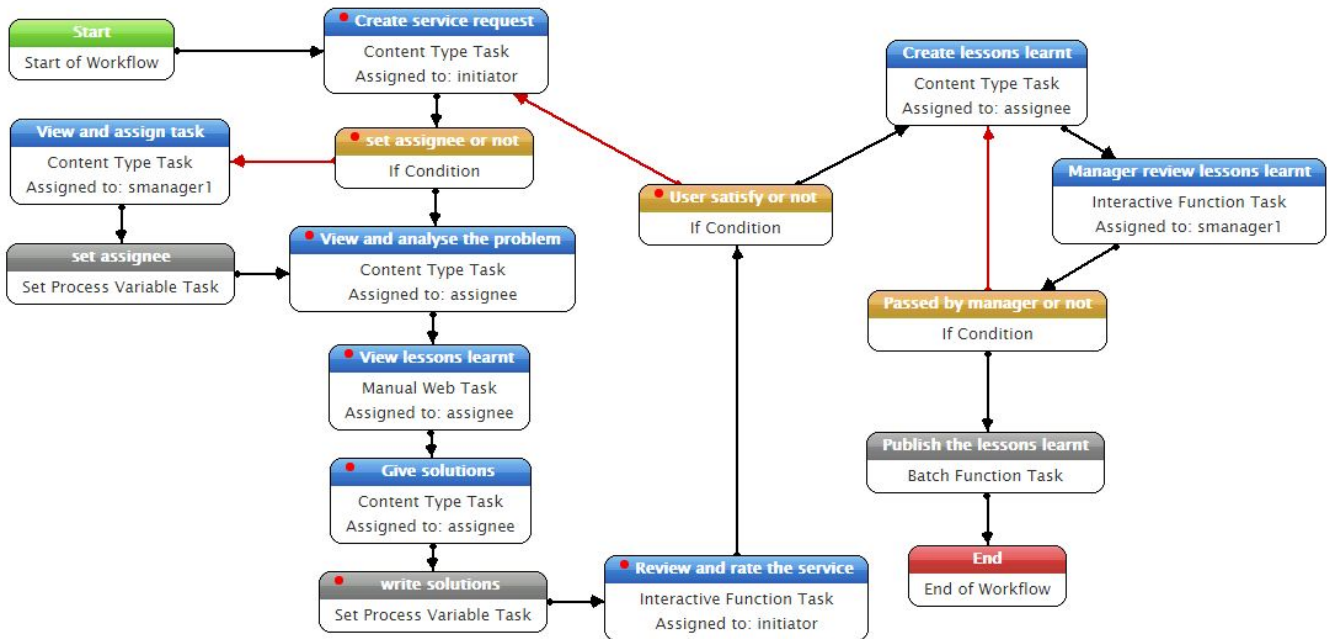 Start
Start of Workflow
Create service request
Content Type Task
Assigned to: initiator
set assignee or not
If Condition
View and assign task
Content Type Task
Assigned to: smanager1
set assignee
Set Process Variable Task
View and analyse the problem
Content Type Task
Assigned to: assignee
View lessons learnt
Manual Web Task
Assigned to: assignee
Give solutions
Content Type Task
Assigned to: assignee
write solutions
Set Process Variable Task
Review and rate the service
Interactive Function Task
Assigned to: initiator
User satisfy or not
If Condition
Create lessons learnt
Content Type Task
Assigned to: assignee
Manager review lessons learnt
Interactive Function Task
Assigned to: smanager1
Passed by manager or not
If Condition
Publish the lessons learnt
Batch Function Task
End
End of Workflow